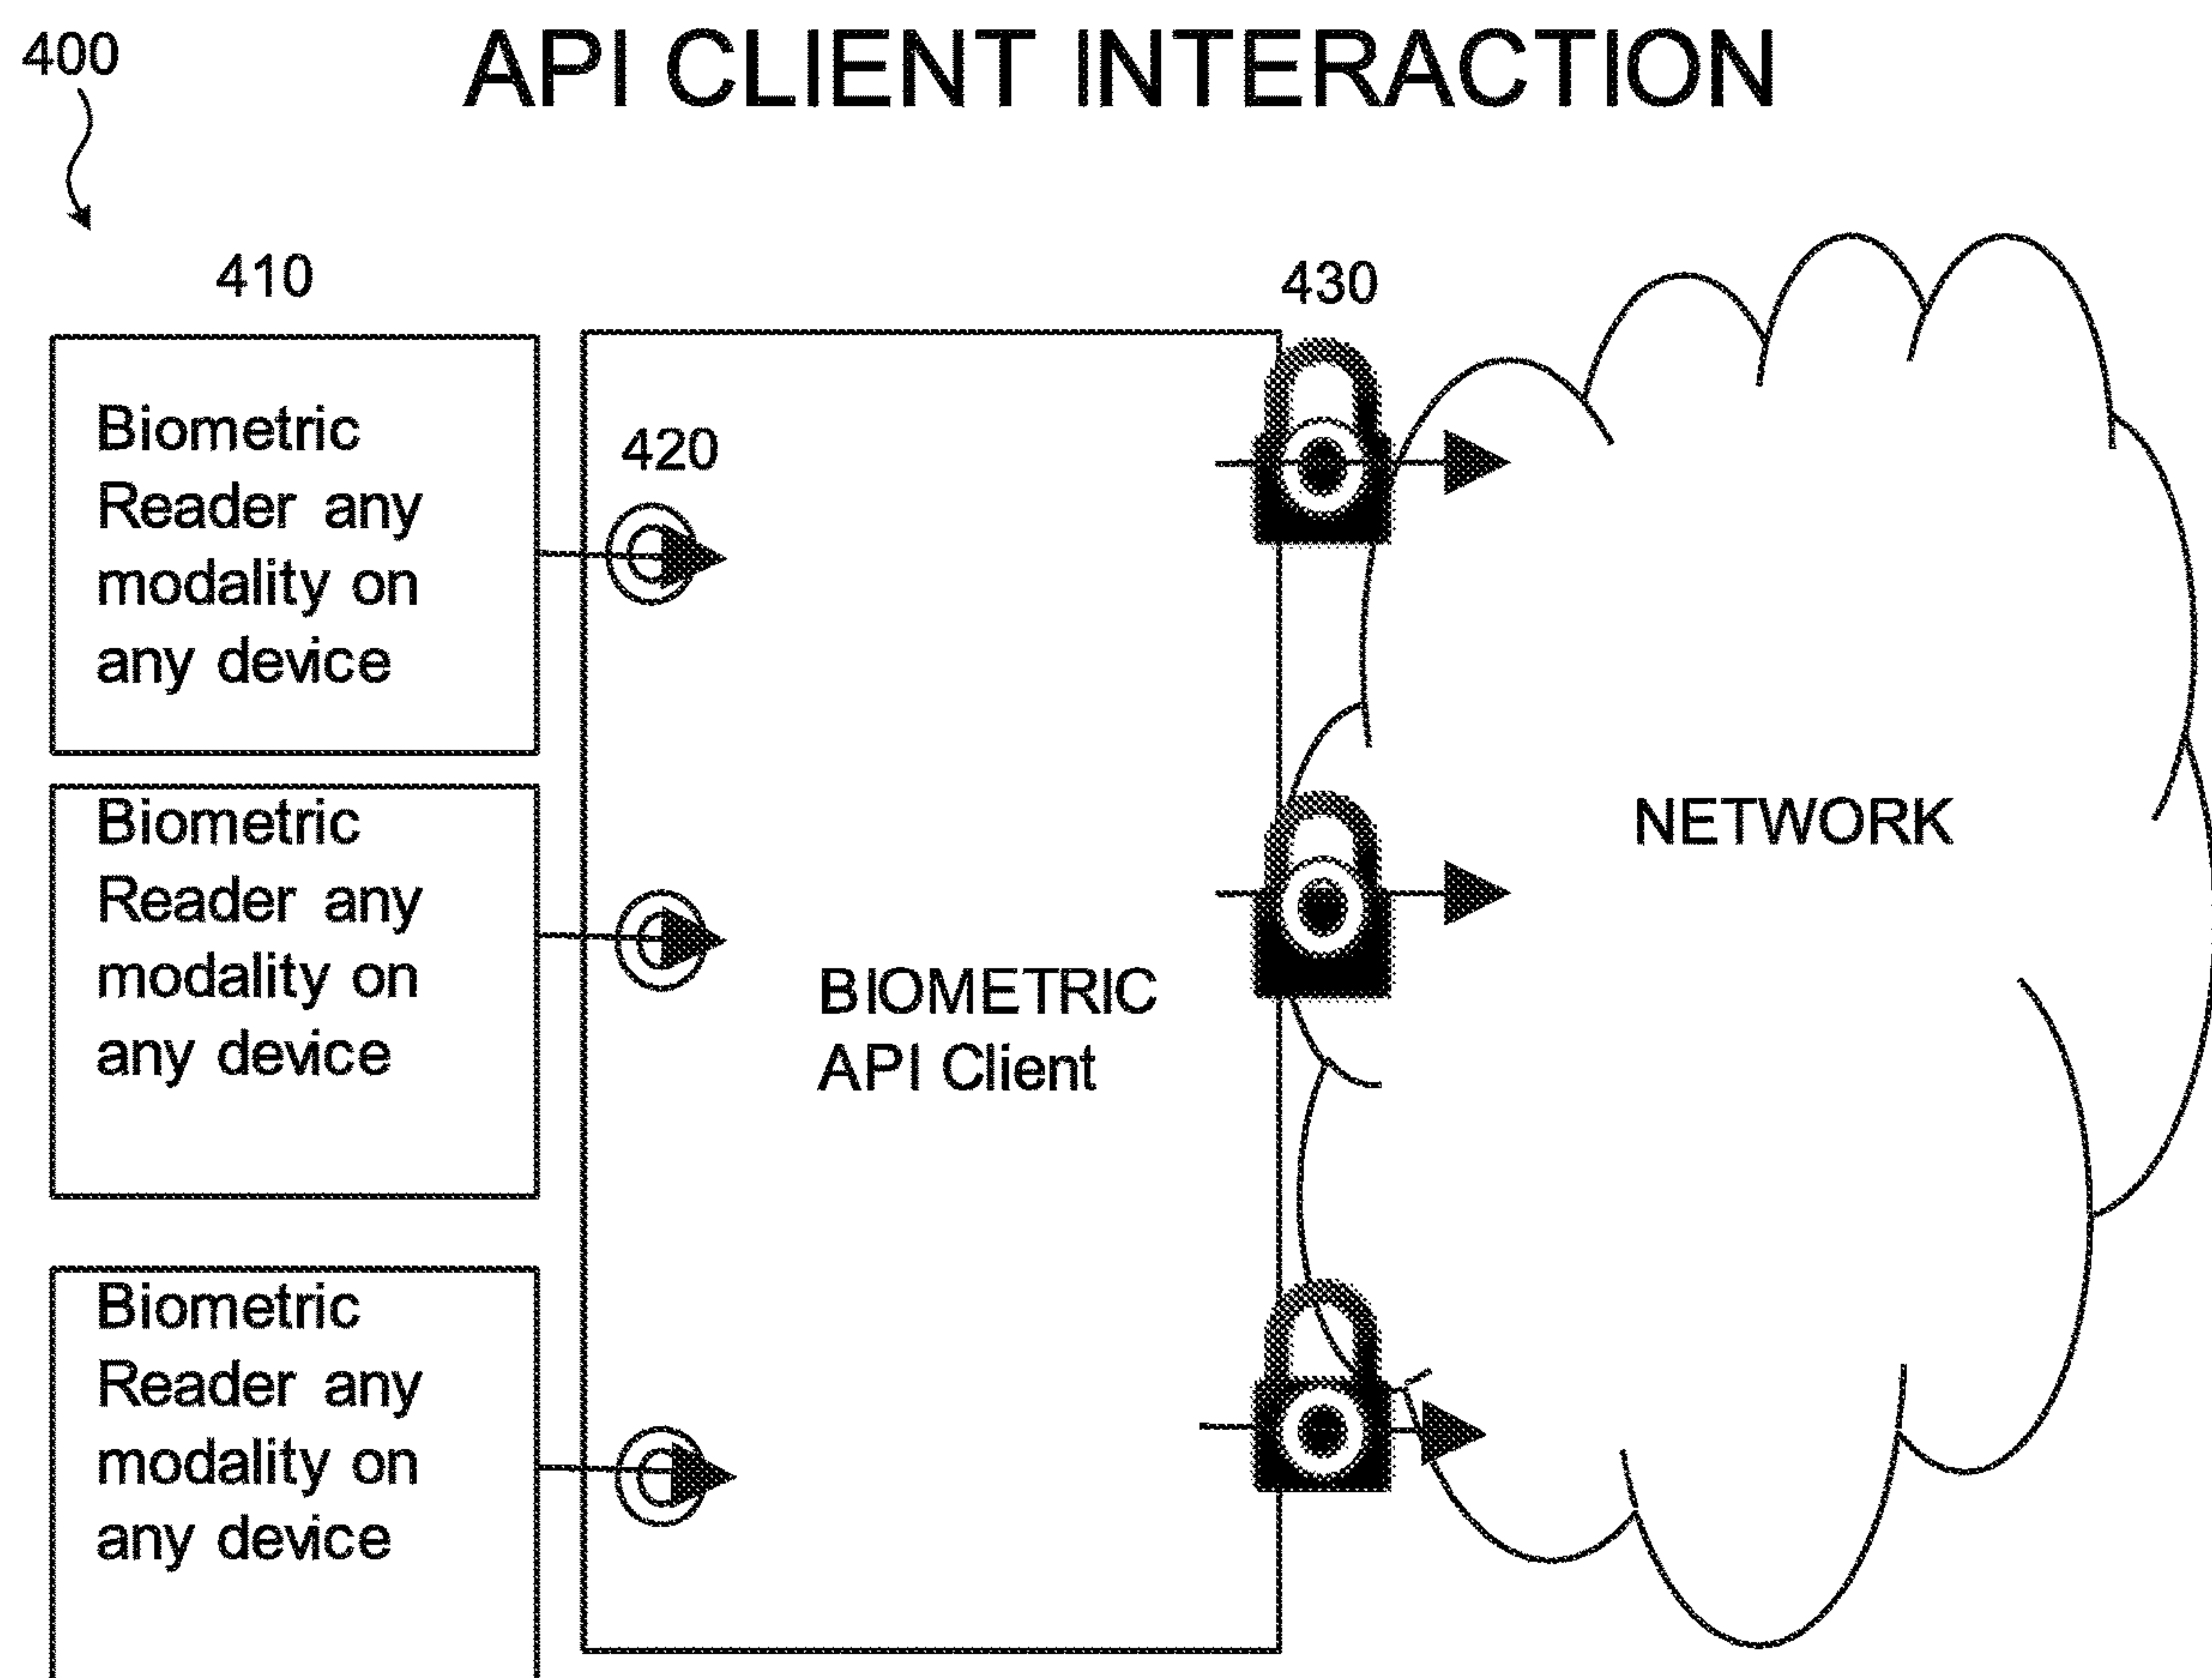 400
API CLIENT INTERACTION
410
430
Biometric
Reader any
modality on
any device
420
Biometric
Reader any
modality on
any device
NETWORK
BIOMETRIC
API Client
Biometric
Reader any
modality on
any device